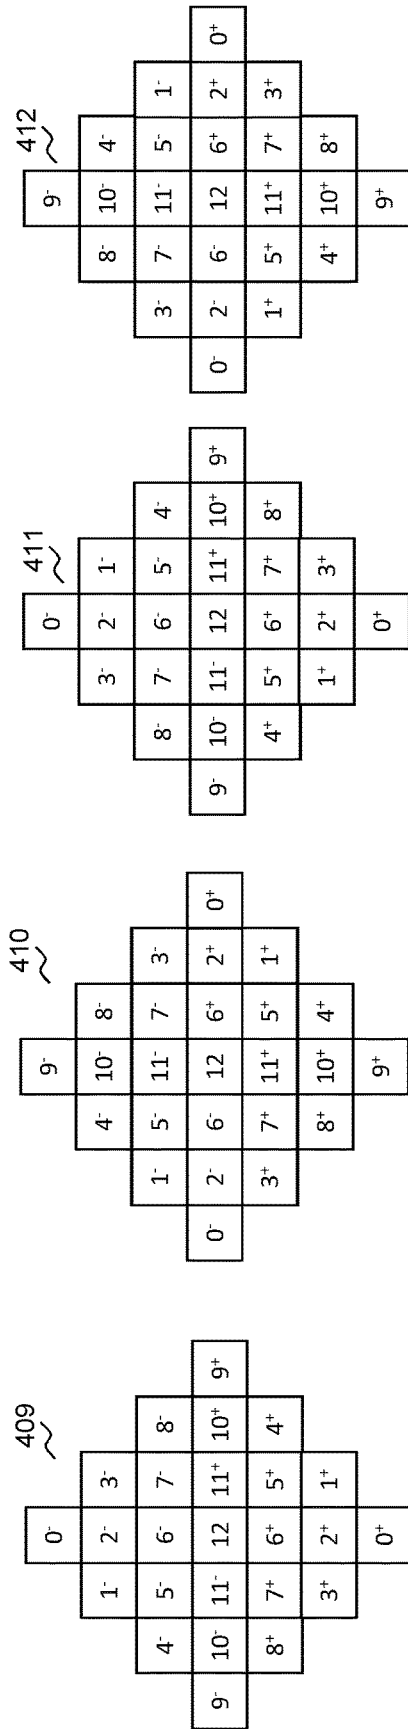 409
0⁻
1⁻ 2⁻ 3⁻
4⁻ 5⁻ 6⁻ 7⁻ 8⁻
9⁻ 10⁻ 11⁻ 12 11⁺ 10⁺ 9⁺
8⁺ 7⁺ 6⁺ 5⁺ 4⁺
3⁺ 2⁺ 1⁺
0⁺
410
9⁻
4⁻ 10⁻ 8⁻
1⁻ 5⁻ 11⁻ 7⁻ 3⁻
0⁻ 2⁻ 6⁻ 12 6⁺ 2⁺ 0⁺
3⁺ 7⁺ 11⁺ 5⁺ 1⁺
8⁺ 10⁺ 4⁺
9⁺
411
0⁻
3⁻ 2⁻ 1⁻
8⁻ 7⁻ 6⁻ 5⁻ 4⁻
9⁻ 10⁻ 11⁻ 12 11⁺ 10⁺ 9⁺
4⁺ 5⁺ 6⁺ 7⁺ 8⁺
1⁺ 2⁺ 3⁺
0⁺
412
9⁻
8⁻ 10⁻ 4⁻
3⁻ 7⁻ 11⁻ 5⁻ 1⁻
0⁻ 2⁻ 6⁻ 12 6⁺ 2⁺ 0⁺
1⁺ 5⁺ 11⁺ 7⁺ 3⁺
4⁺ 10⁺ 8⁺
9⁺